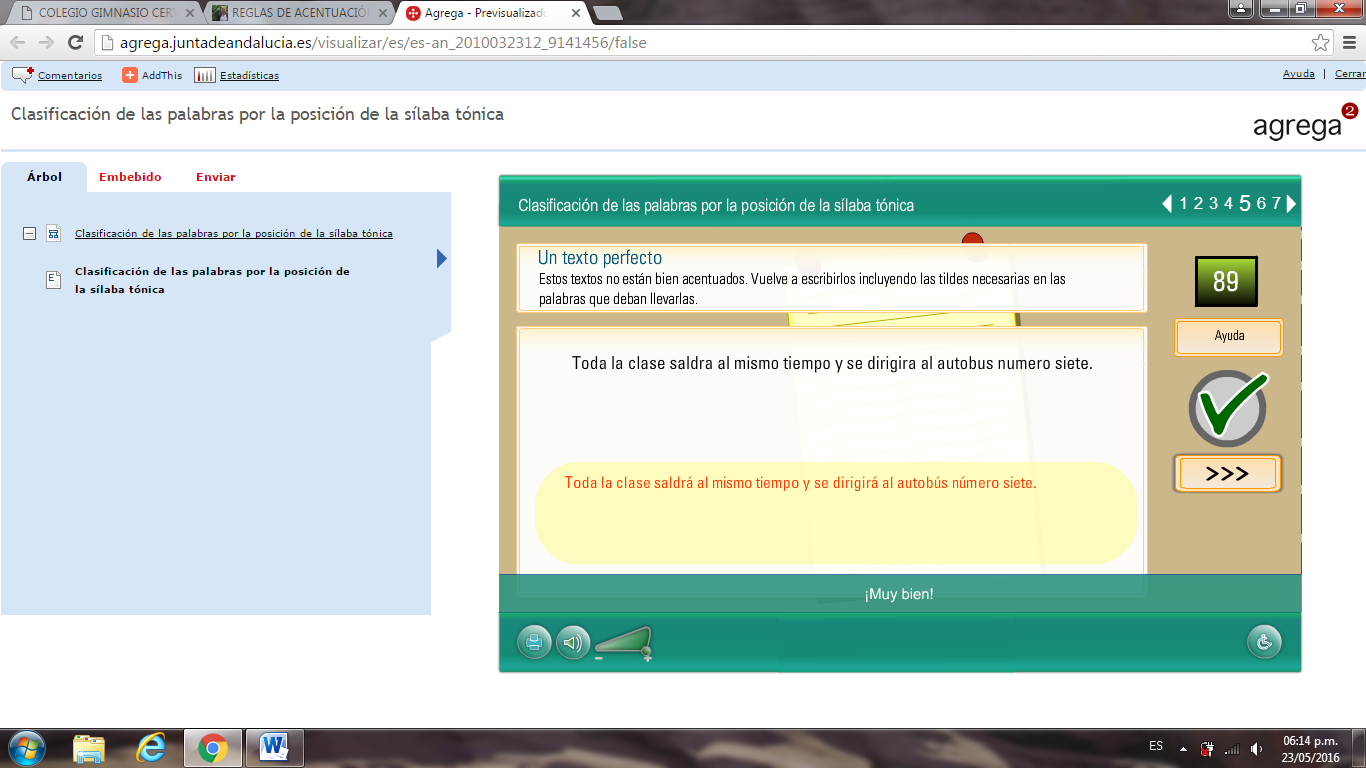 COLEGIO GIMNASIO CERV
REGLAS DE ACENTUACIÓ
Agrega - Previsualizado
agrega.juntadeandalucia.es/visualizar/es/es-an_2010032312_9141456/false
Comentarios
AddThis
Estadísticas
Ayuda | Cerrar
Clasificación de las palabras por la posición de la sílaba tónica
agrega 2
Árbol
Embebido
Enviar
Clasificación de las palabras por la posición de la sílaba tónica
Clasificación de las palabras por la posición de
la sílaba tónica
Clasificación de las palabras por la posición de la sílaba tónica
1 2 3 4 5 6 7
Un texto perfecto
Estos textos no están bien acentuados. Vuelve a escribirlos incluyendo las tildes necesarias en las
palabras que deban llevarlas.
89
Ayuda
Toda la clase saldra al mismo tiempo y se dirigira al autobus numero siete.
>>>
Toda la clase saldrá al mismo tiempo y se dirigirá al autobús número siete.
¡Muy bien!
ES
06:14 p.m.
23/05/2016